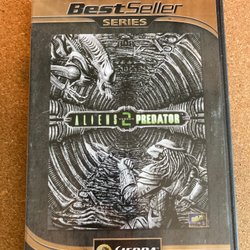 BestSeller
SERIES
ALIENS 2 PREDATOR
SIERRA